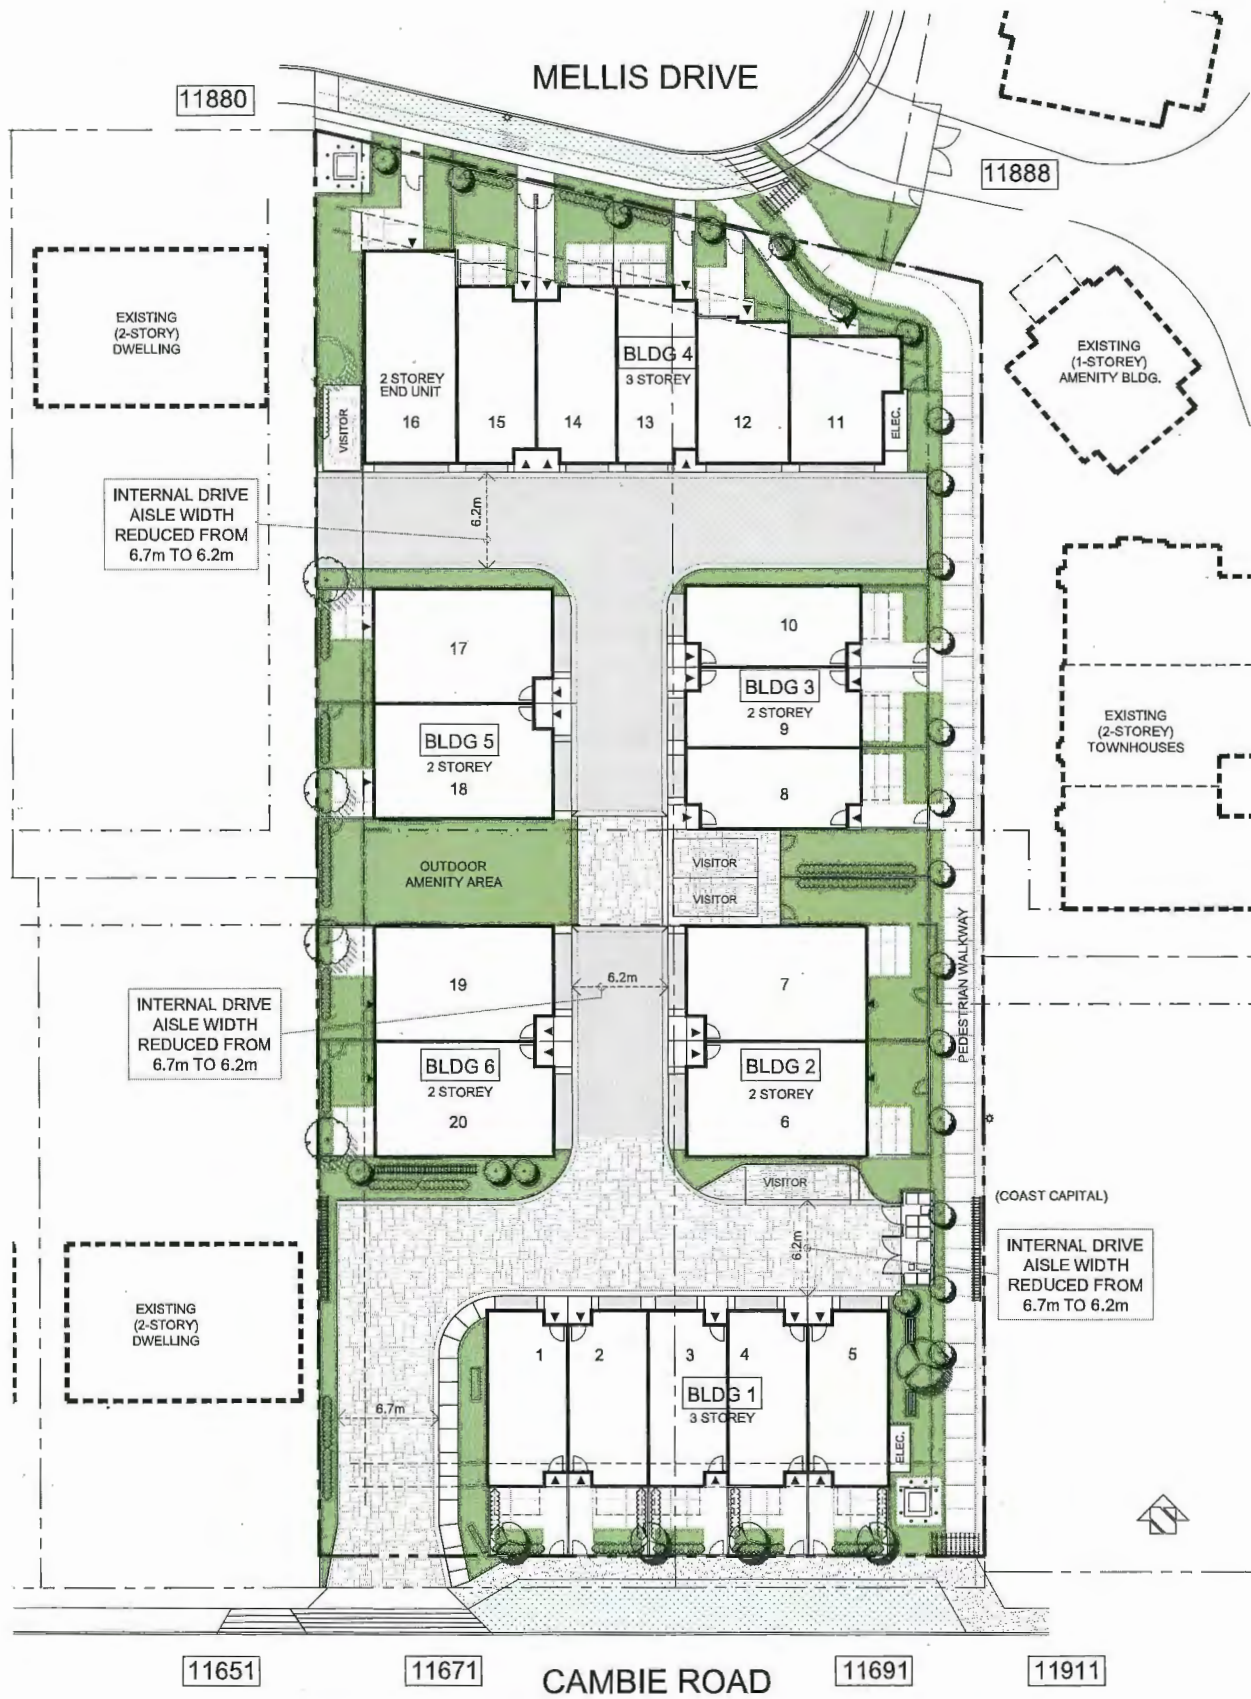 MELLIS DRIVE
11880
11888
EXISTING
(2-STORY)
DWELLING
EXISTING
(1-STOREY)
AMENITY BLDG.
BLDG 4
3 STOREY
2 STOREY
END UNIT
16
15
14
13
12
11
VISITOR
ELEC.
INTERNAL DRIVE
AISLE WIDTH
REDUCED FROM
6.7m TO 6.2m
6.2m
17
10
BLDG 3
2 STOREY
9
BLDG 5
2 STOREY
18
8
EXISTING
(2-STOREY)
TOWNHOUSES
OUTDOOR
AMENITY AREA
VISITOR
VISITOR
PEDESTRIAN WALKWAY
19
6.2m
7
INTERNAL DRIVE
AISLE WIDTH
REDUCED FROM
6.7m TO 6.2m
BLDG 6
2 STOREY
20
BLDG 2
2 STOREY
6
VISITOR
(COAST CAPITAL)
6.2m
INTERNAL DRIVE
AISLE WIDTH
REDUCED FROM
6.7m TO 6.2m
EXISTING
(2-STORY)
DWELLING
1
2
3
4
5
BLDG 1
3 STOREY
6.7m
ELEC.
11651
11671
CAMBIE ROAD
11691
11911